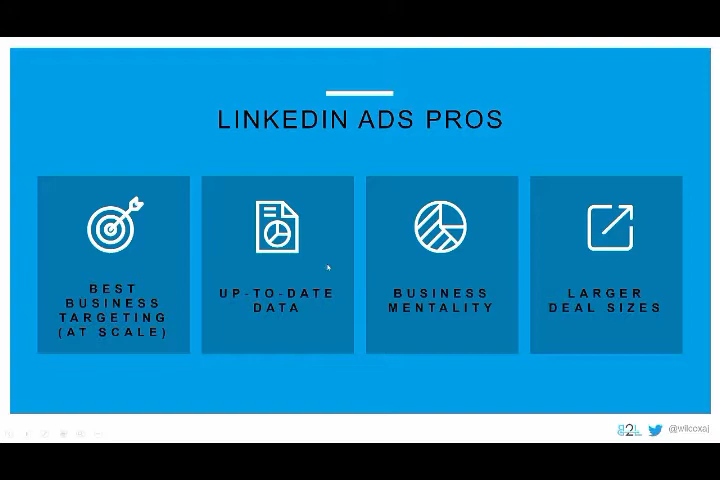 LINKEDIN ADS PROS
BEST
BUSINESS
TARGETING
(AT SCALE)
UP-TO-DATE
DATA
BUSINESS
MENTALITY
LARGER
DEAL SIZES
@wilcoxaj